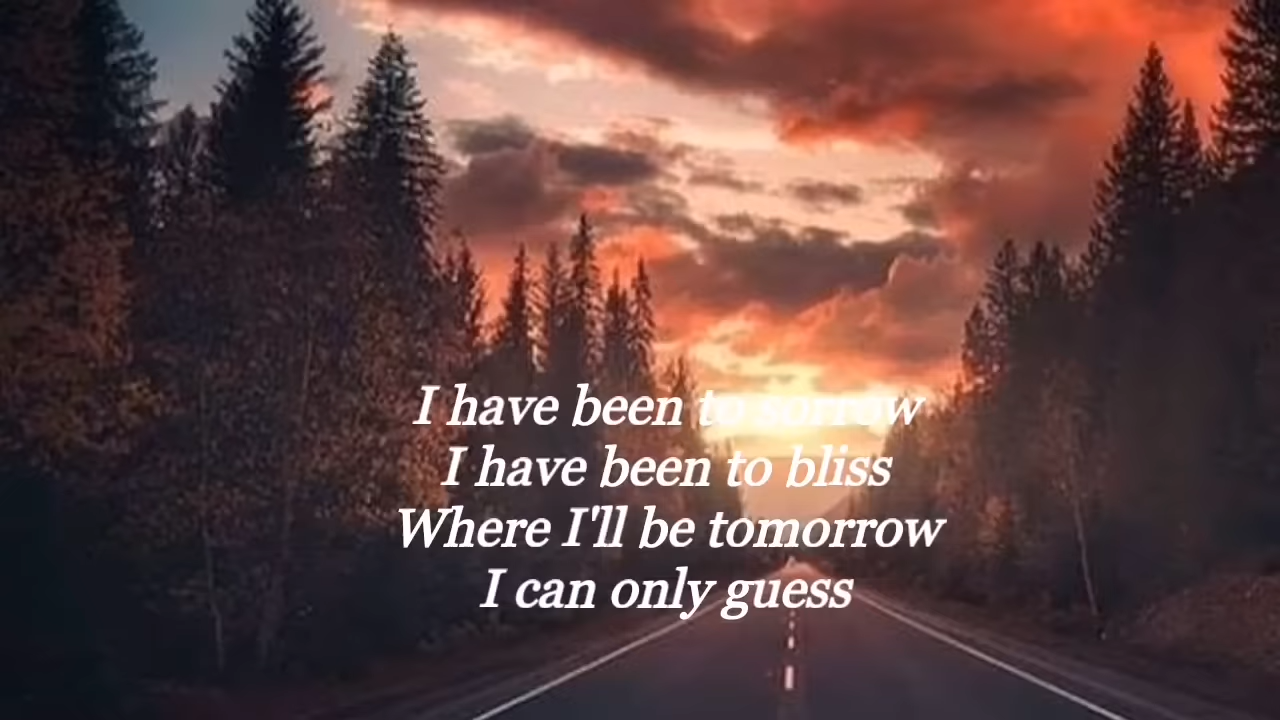 I have been to sorrow
I have been to bliss
Where I'll be tomorrow
I can only guess